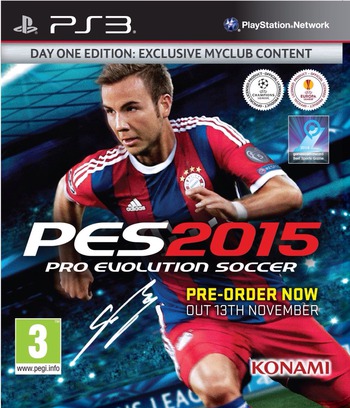 PS3
PlayStation®Network
DAY ONE EDITION: EXCLUSIVE MYCLUB CONTENT
PES2015
PRO EVOLUTION SOCCER
PRE-ORDER NOW
OUT 13TH NOVEMBER
3
www.pegi.info
KONAMI